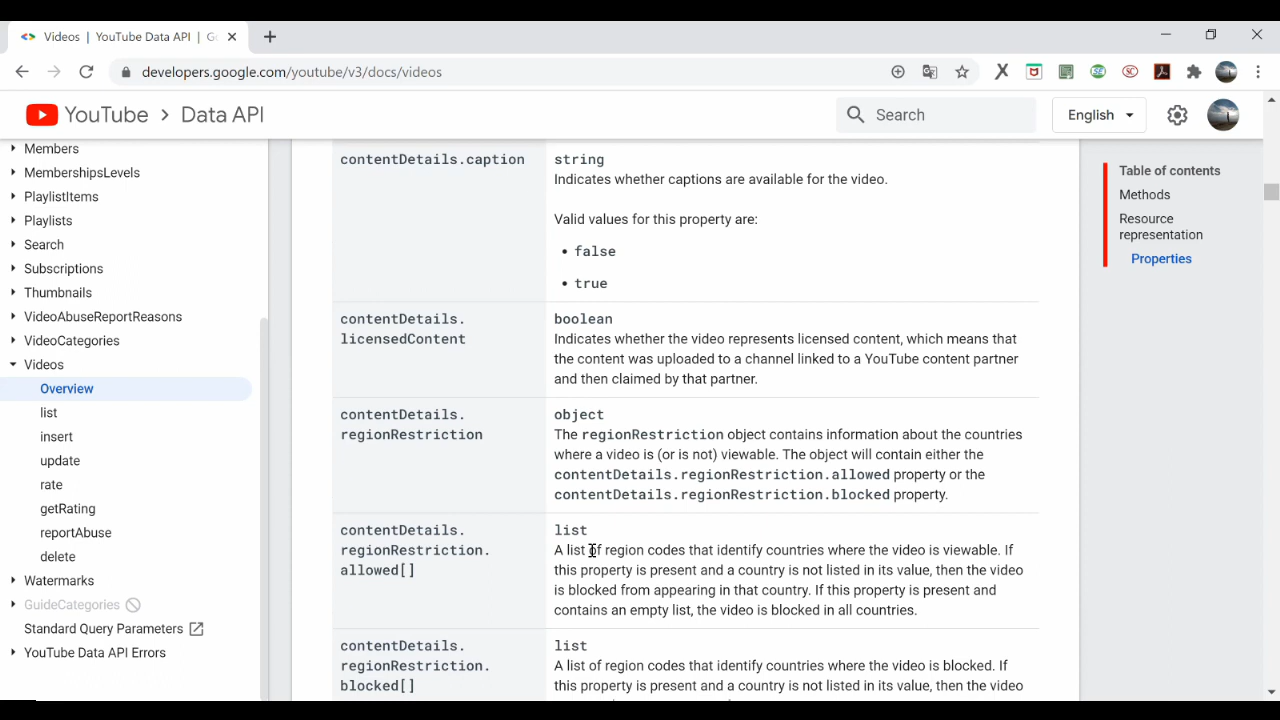 Videos | YouTube Data API | G
developers.google.com/youtube/v3/docs/videos
YouTube > Data API
Search
English
Members
MembershipsLevels
PlaylistItems
Playlists
Search
Subscriptions
Thumbnails
VideoAbuseReportReasons
VideoCategories
Videos
Overview
list
insert
update
rate
getRating
reportAbuse
delete
Watermarks
GuideCategories
Standard Query Parameters
YouTube Data API Errors
contentDetails.caption
string
Indicates whether captions are available for the video.
Valid values for this property are:
• false
• true
contentDetails.
licensedContent
boolean
Indicates whether the video represents licensed content, which means that
the content was uploaded to a channel linked to a YouTube content partner
and then claimed by that partner.
contentDetails.
regionRestriction
object
The regionRestriction object contains information about the countries
where a video is (or is not) viewable. The object will contain either the
contentDetails.regionRestriction.allowed property or the
contentDetails.regionRestriction.blocked property.
contentDetails.
regionRestriction.
allowed[]
list
A list of region codes that identify countries where the video is viewable. If
this property is present and a country is not listed in its value, then the video
is blocked from appearing in that country. If this property is present and
contains an empty list, the video is blocked in all countries.
contentDetails.
regionRestriction.
blocked[]
list
A list of region codes that identify countries where the video is blocked. If
this property is present and a country is not listed in its value, then the video
Table of contents
Methods
Resource
representation
Properties